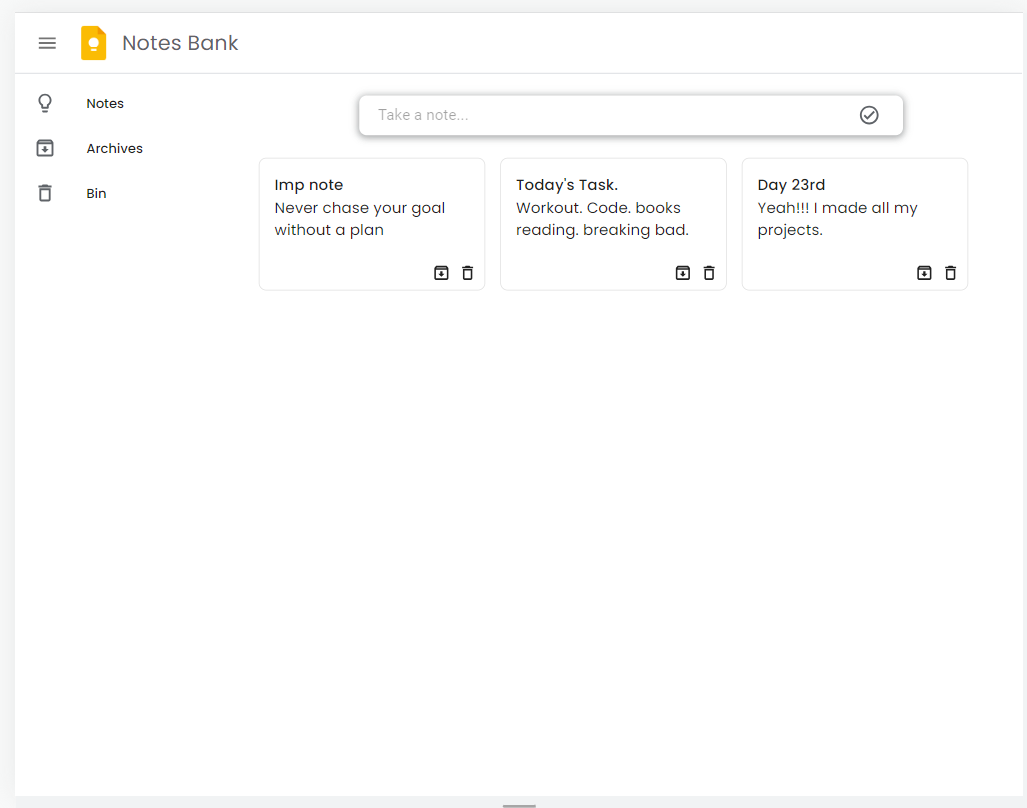 Notes Bank
Notes
Archives
Bin
Take a note...
Imp note
Never chase your goal
without a plan
Today's Task.
Workout. Code. books
reading. breaking bad.
Day 23rd
Yeah!!! I made all my
projects.